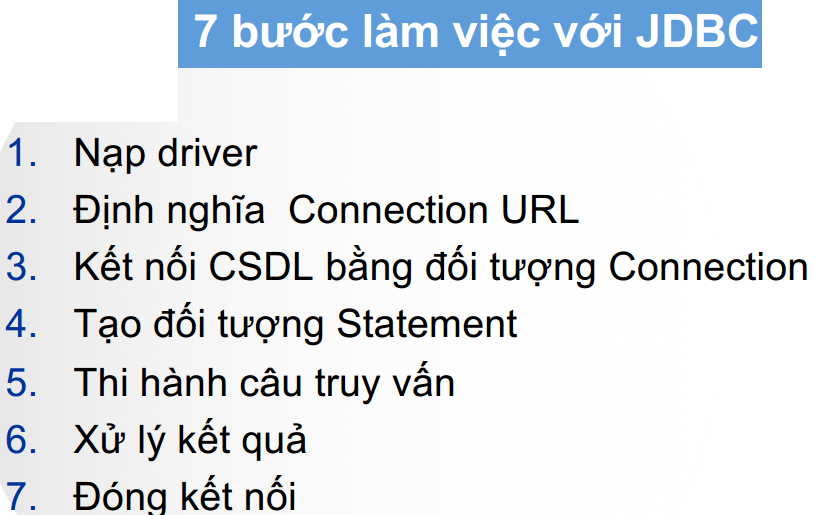 7 bước làm việc với JDBC
1. Nạp driver
2. Định nghĩa Connection URL
3. Kết nối CSDL bằng đối tượng Connection
4. Tạo đối tượng Statement
5. Thi hành câu truy vấn
6. Xử lý kết quả
7. Đóng kết nối